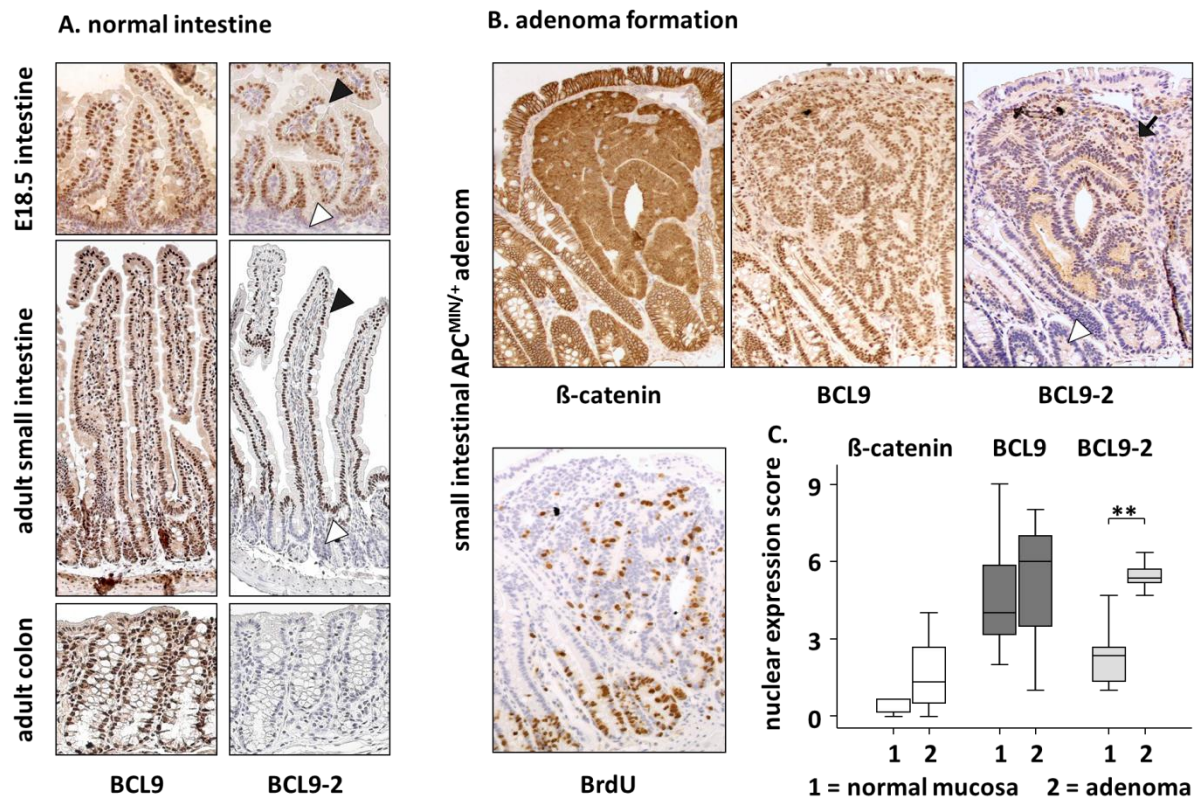 A. normal intestine
E18.5 intestine
adult small intestine
adult colon
BCL9
BCL9-2
B. adenoma formation
small intestinal APCMIN/+ adenom
ß-catenin
BCL9
BCL9-2
BrdU
C.
ß-catenin
BCL9
BCL9-2
nuclear expression score
9
6
3
0
**
1 2 1 2 1 2
1 = normal mucosa 2 = adenoma